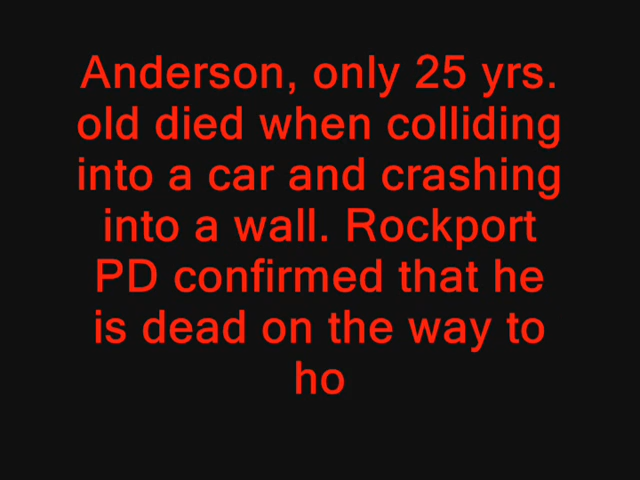 Anderson, only 25 yrs.
old died when colliding
into a car and crashing
into a wall. Rockport
PD confirmed that he
is dead on the way to
ho